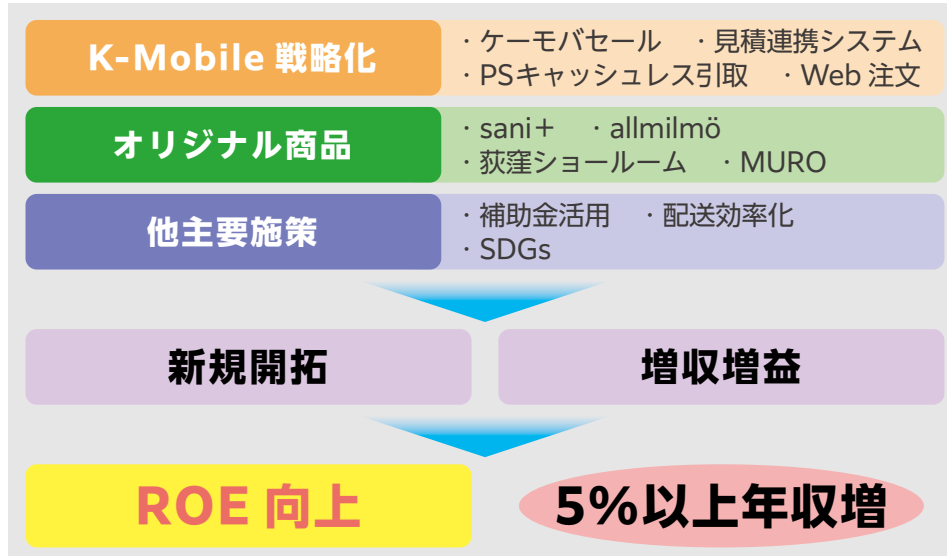 K-Mobile 戦略化
・ケーモバセール ・見積連携システム
・PSキャッシュレス引取 ・Web 注文
オリジナル商品
・sani＋ ・allmilmö
・荻窪ショールーム ・MURO
他主要施策
・補助金活用 ・配送効率化
・SDGs
新規開拓
増収増益
ROE 向上
5%以上年収増